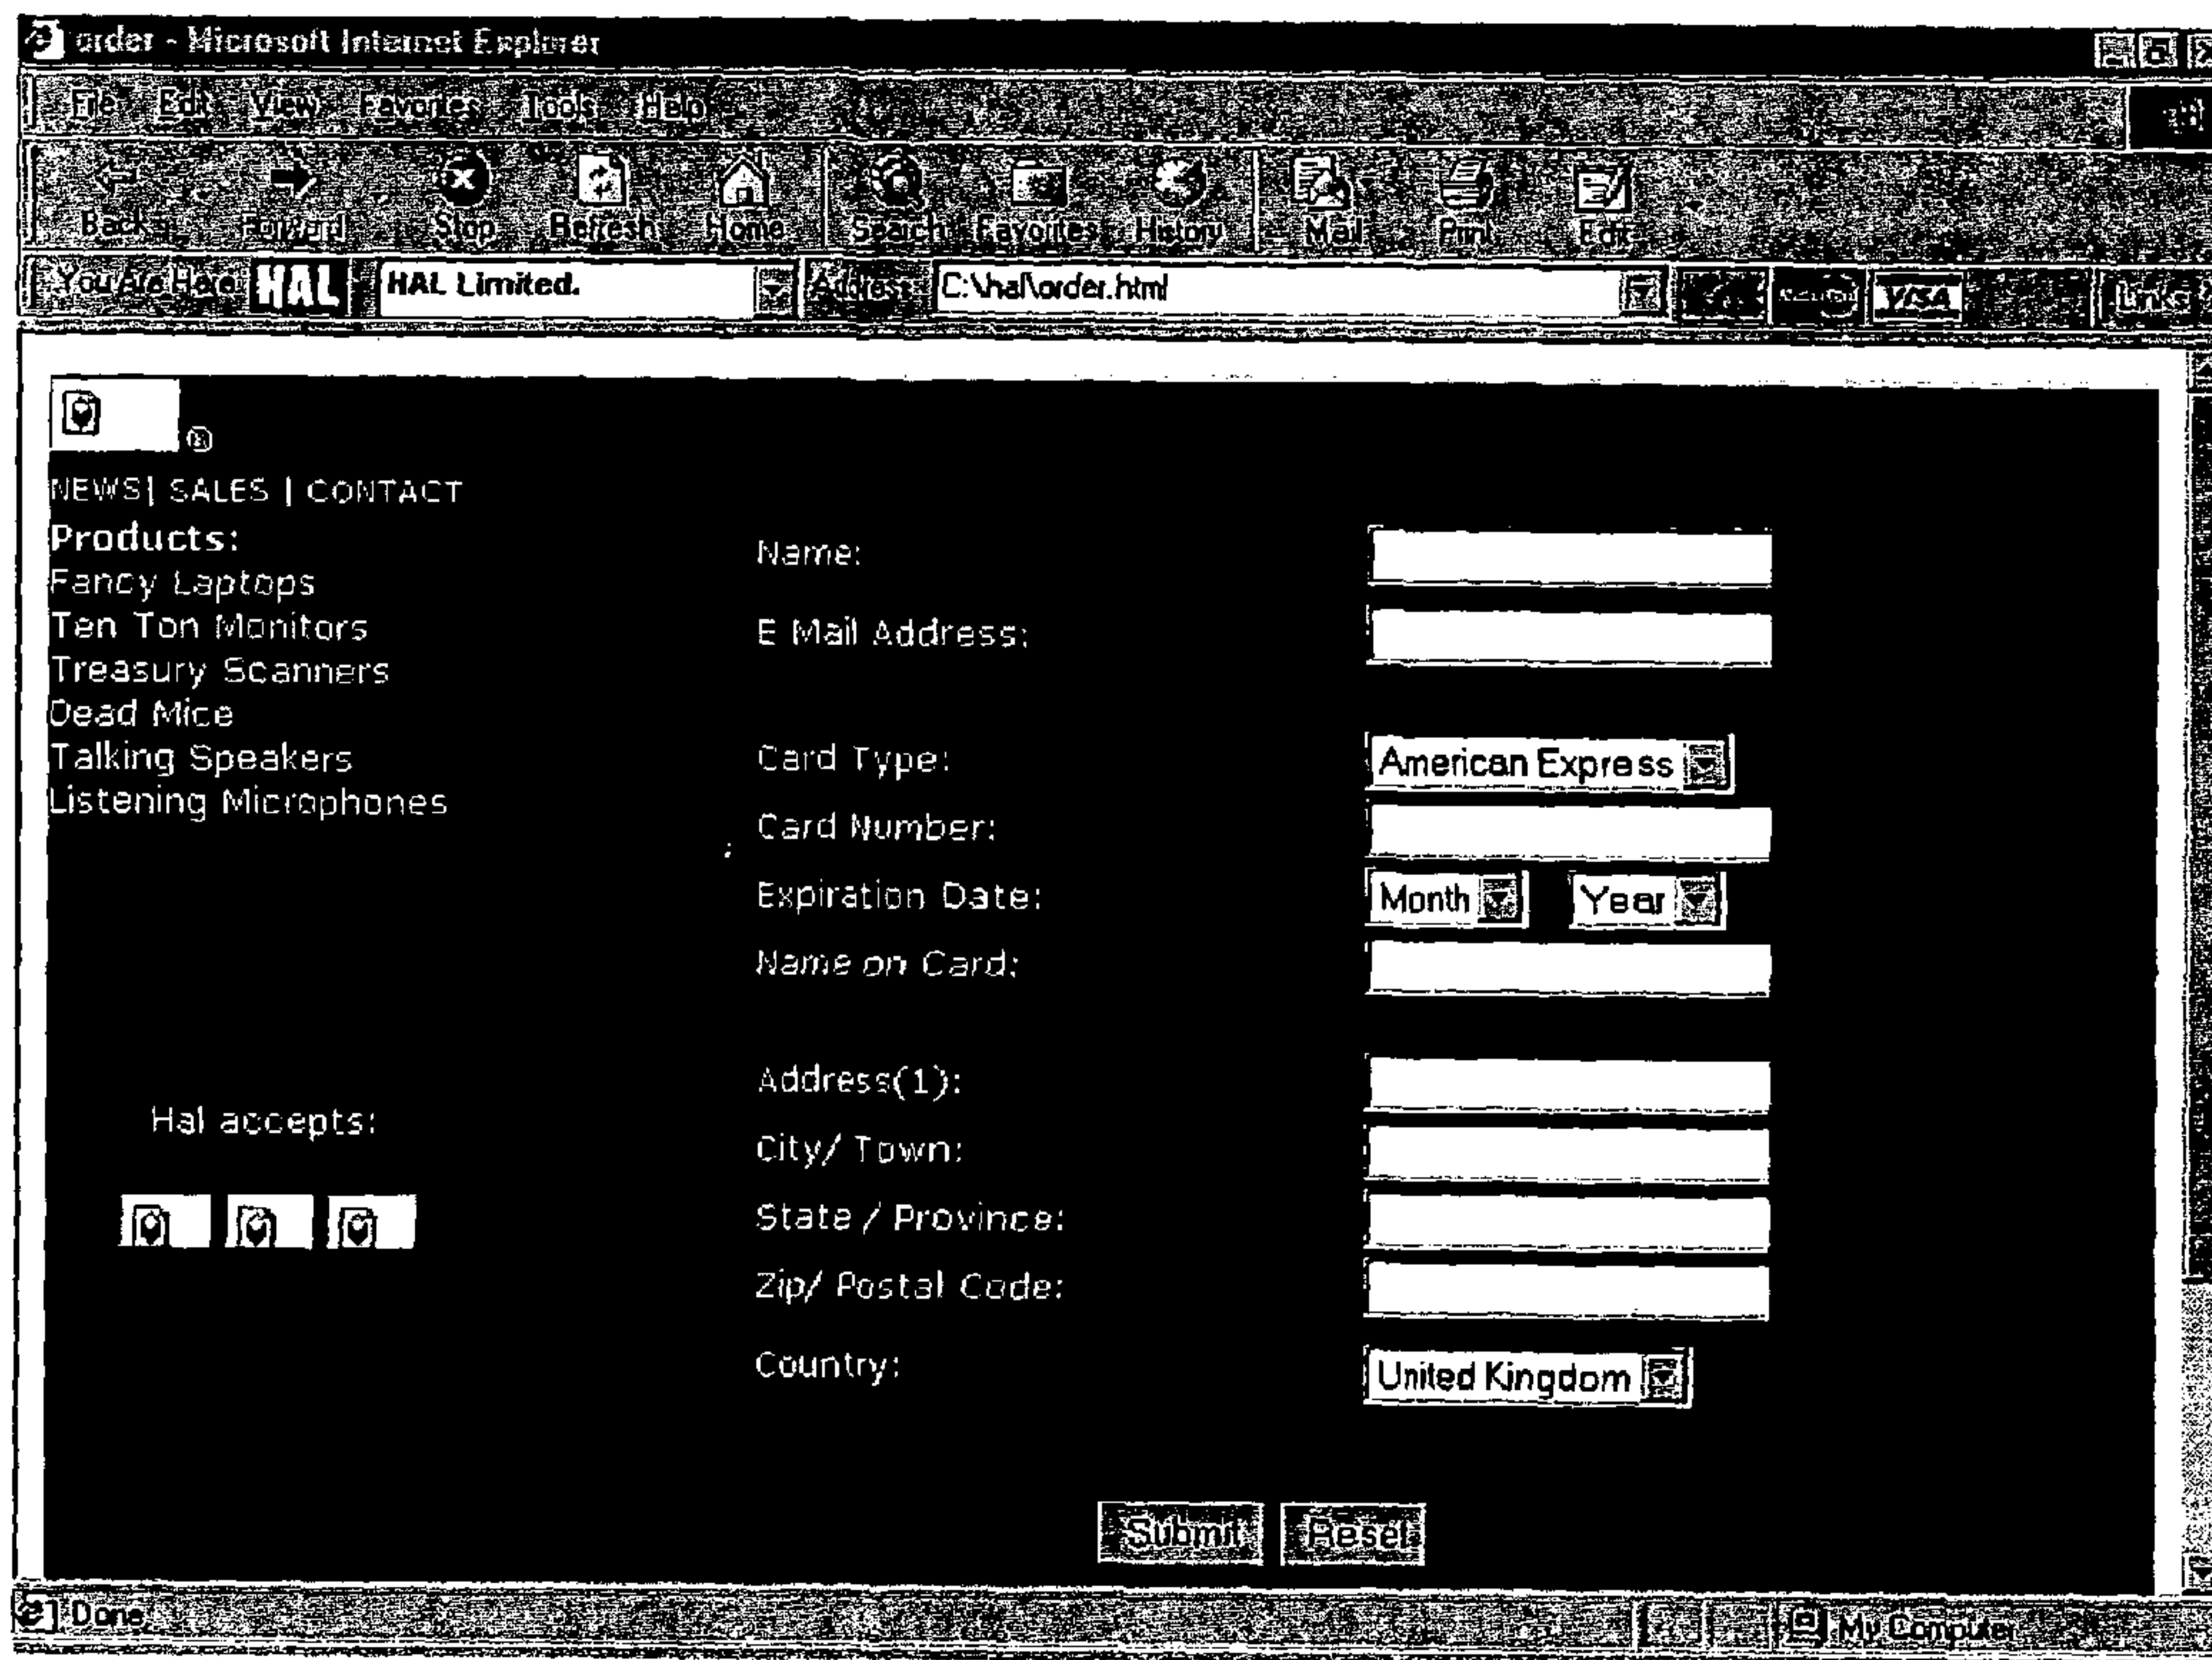 order - Microsoft Internet Explorer
File Edit View Favorites Tools Help
Back Forward Stop Refresh Home Search Favorites History Mail Print Edit
You Are Here HAL HAL Limited. Address C:\hal\order.html VISA Links
®
NEWS| SALES | CONTACT
Products:
Fancy Laptops
Ten Ton Monitors
Treasury Scanners
Dead Mice
Talking Speakers
Listening Microphones
Hal accepts:
Name:
E Mail Address:
Card Type: American Express
Card Number:
Expiration Date: Month Year
Name on Card:
Address(1):
City/ Town:
State / Province:
Zip/ Postal Code:
Country: United Kingdom
Submit Reset
Done My Computer